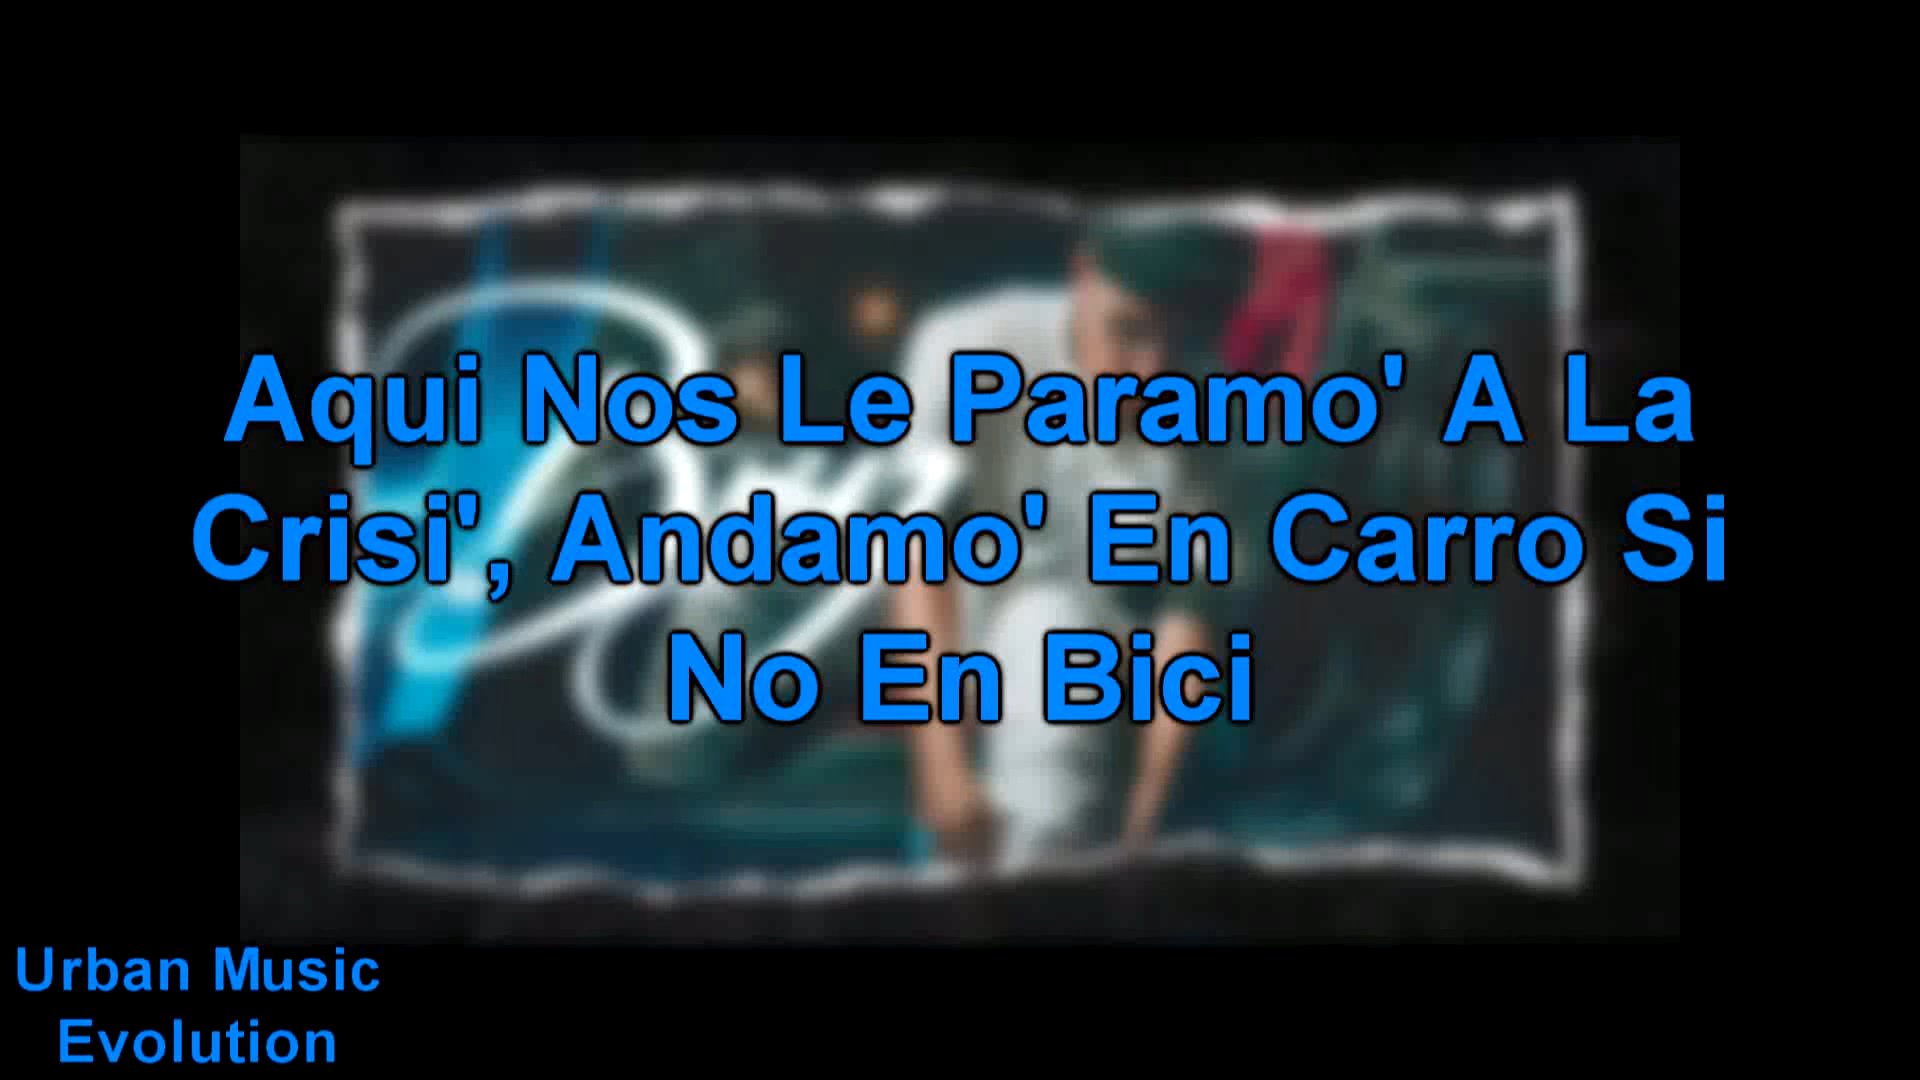 Aqui Nos Le Paramo' A La
Crisi', Andamo' En Carro Si
No En Bici
Urban Music
Evolution